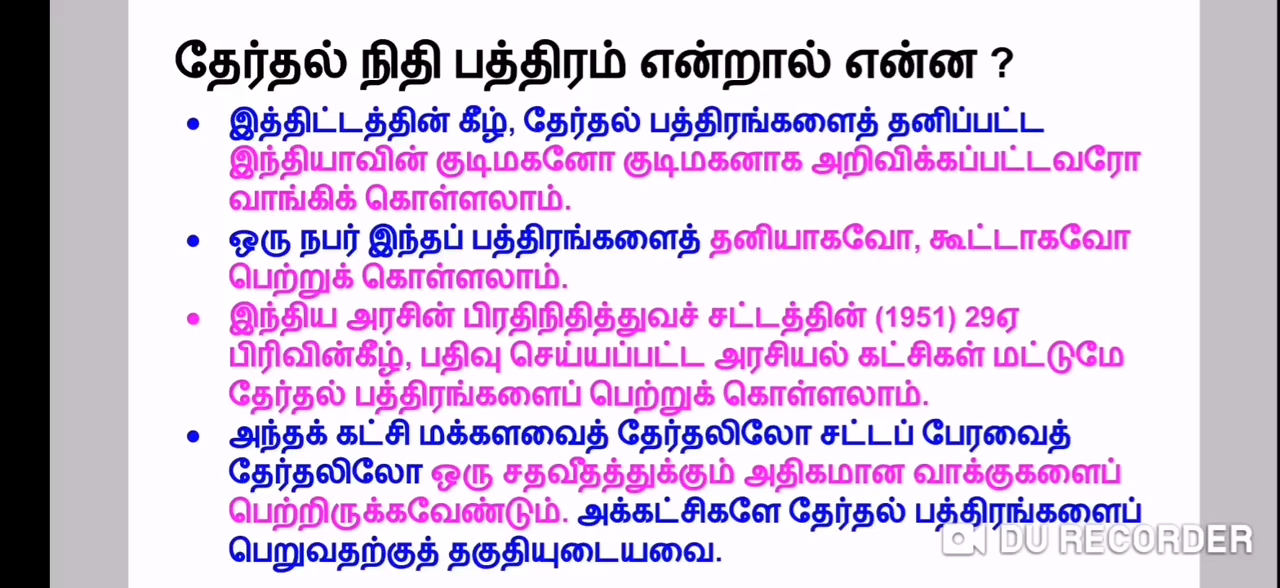 தேர்தல் நிதி பத்திரம் என்றால் என்ன ?
• இத்திட்டத்தின் கீழ், தேர்தல் பத்திரங்களைத் தனிப்பட்ட
இந்தியாவின் குடிமகனோ குடிமகனாக அறிவிக்கப்பட்டவரோ
வாங்கிக் கொள்ளலாம்.
• ஒரு நபர் இந்தப் பத்திரங்களைத் தனியாகவோ, கூட்டாகவோ
பெற்றுக் கொள்ளலாம்.
• இந்திய அரசின் பிரதிநிதித்துவச் சட்டத்தின் (1951) 29ஏ
பிரிவின்கீழ், பதிவு செய்யப்பட்ட அரசியல் கட்சிகள் மட்டுமே
தேர்தல் பத்திரங்களைப் பெற்றுக் கொள்ளலாம்.
• அந்தக் கட்சி மக்களவைத் தேர்தலிலோ சட்டப் பேரவைத்
தேர்தலிலோ ஒரு சதவீதத்துக்கும் அதிகமான வாக்குகளைப்
பெற்றிருக்கவேண்டும். அக்கட்சிகளே தேர்தல் பத்திரங்களைப்
பெறுவதற்குத் தகுதியுடையவை.
DU RECORDER